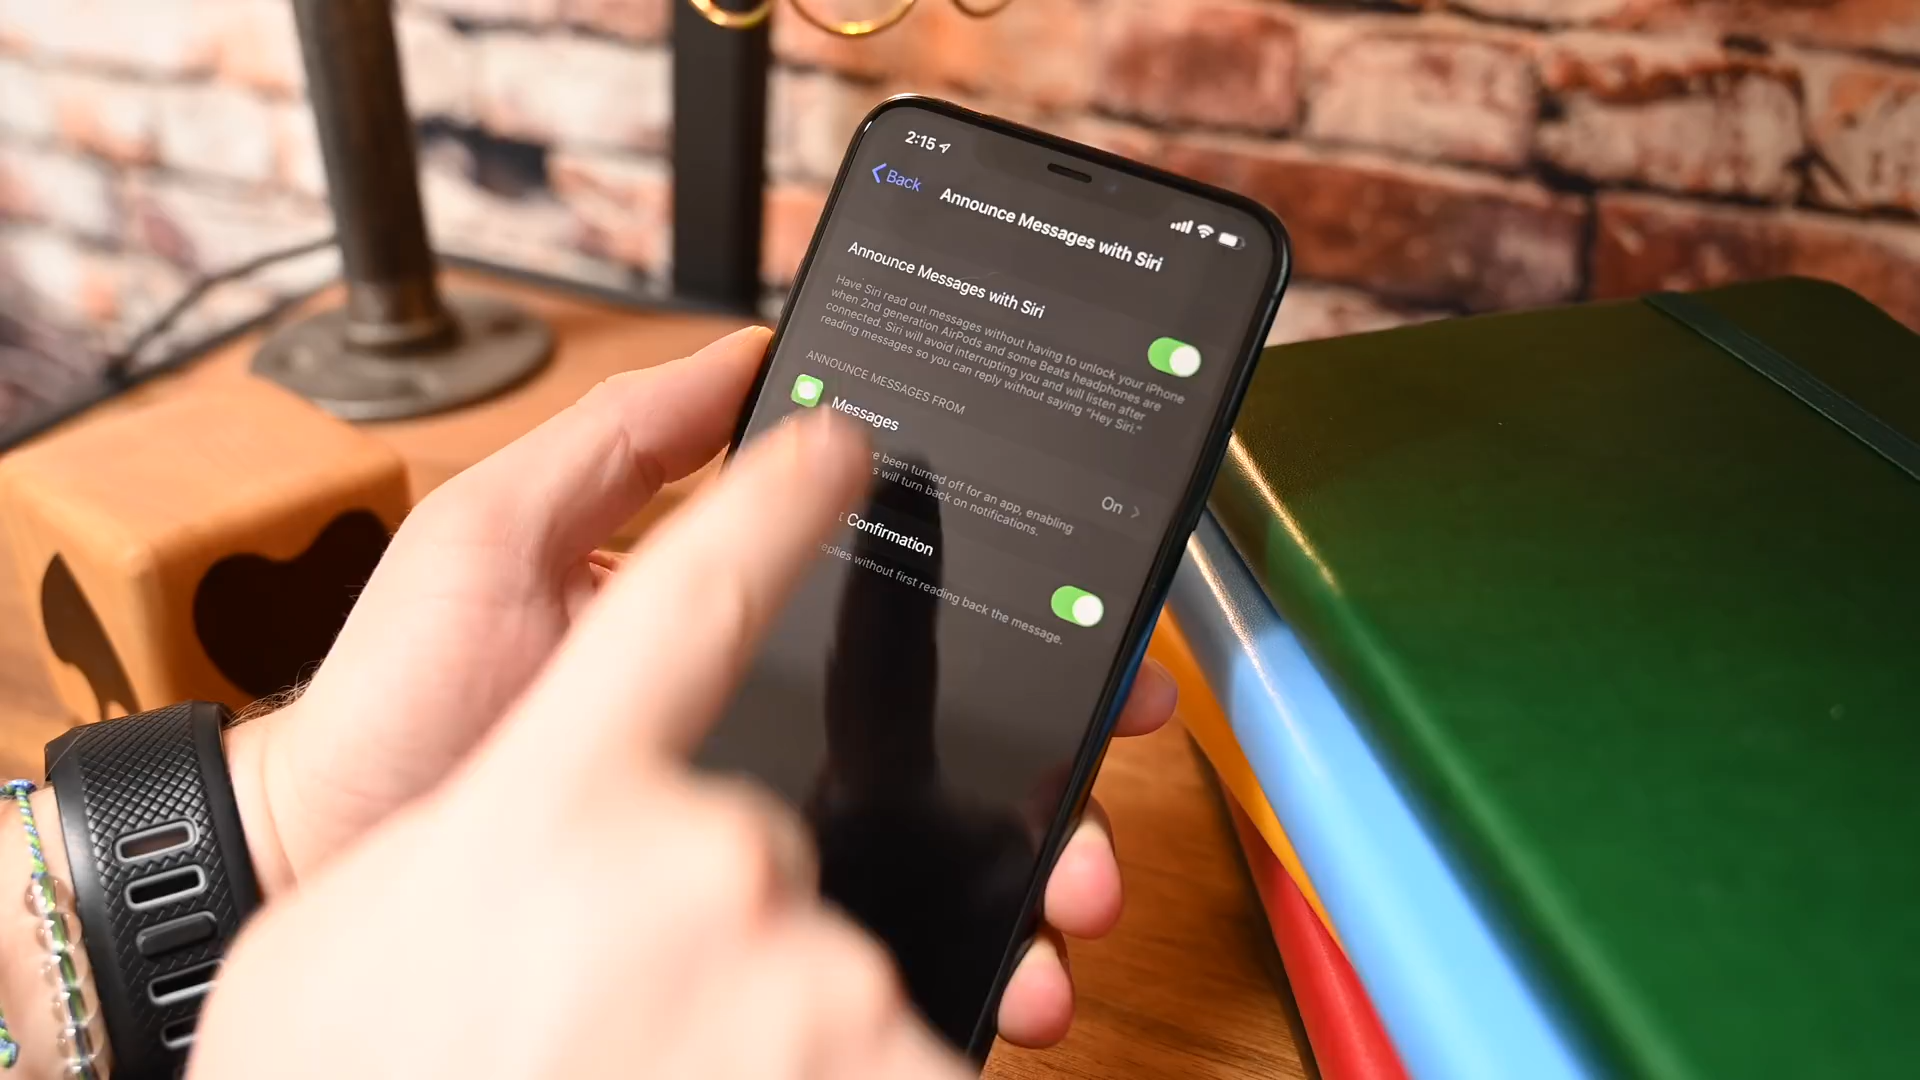 2:15
Back
Announce Messages with Siri
Announce Messages with Siri
Have Siri read out messages without having to unlock your iPhone
when 2nd generation AirPods and some Beats headphones are
connected. Siri will avoid interrupting you and will listen after
reading messages so you can reply without saying "Hey Siri."
ANNOUNCE MESSAGES FROM
Messages
On
been turned off for an app, enabling
will turn back on notifications.
Confirmation
without first reading back the message.